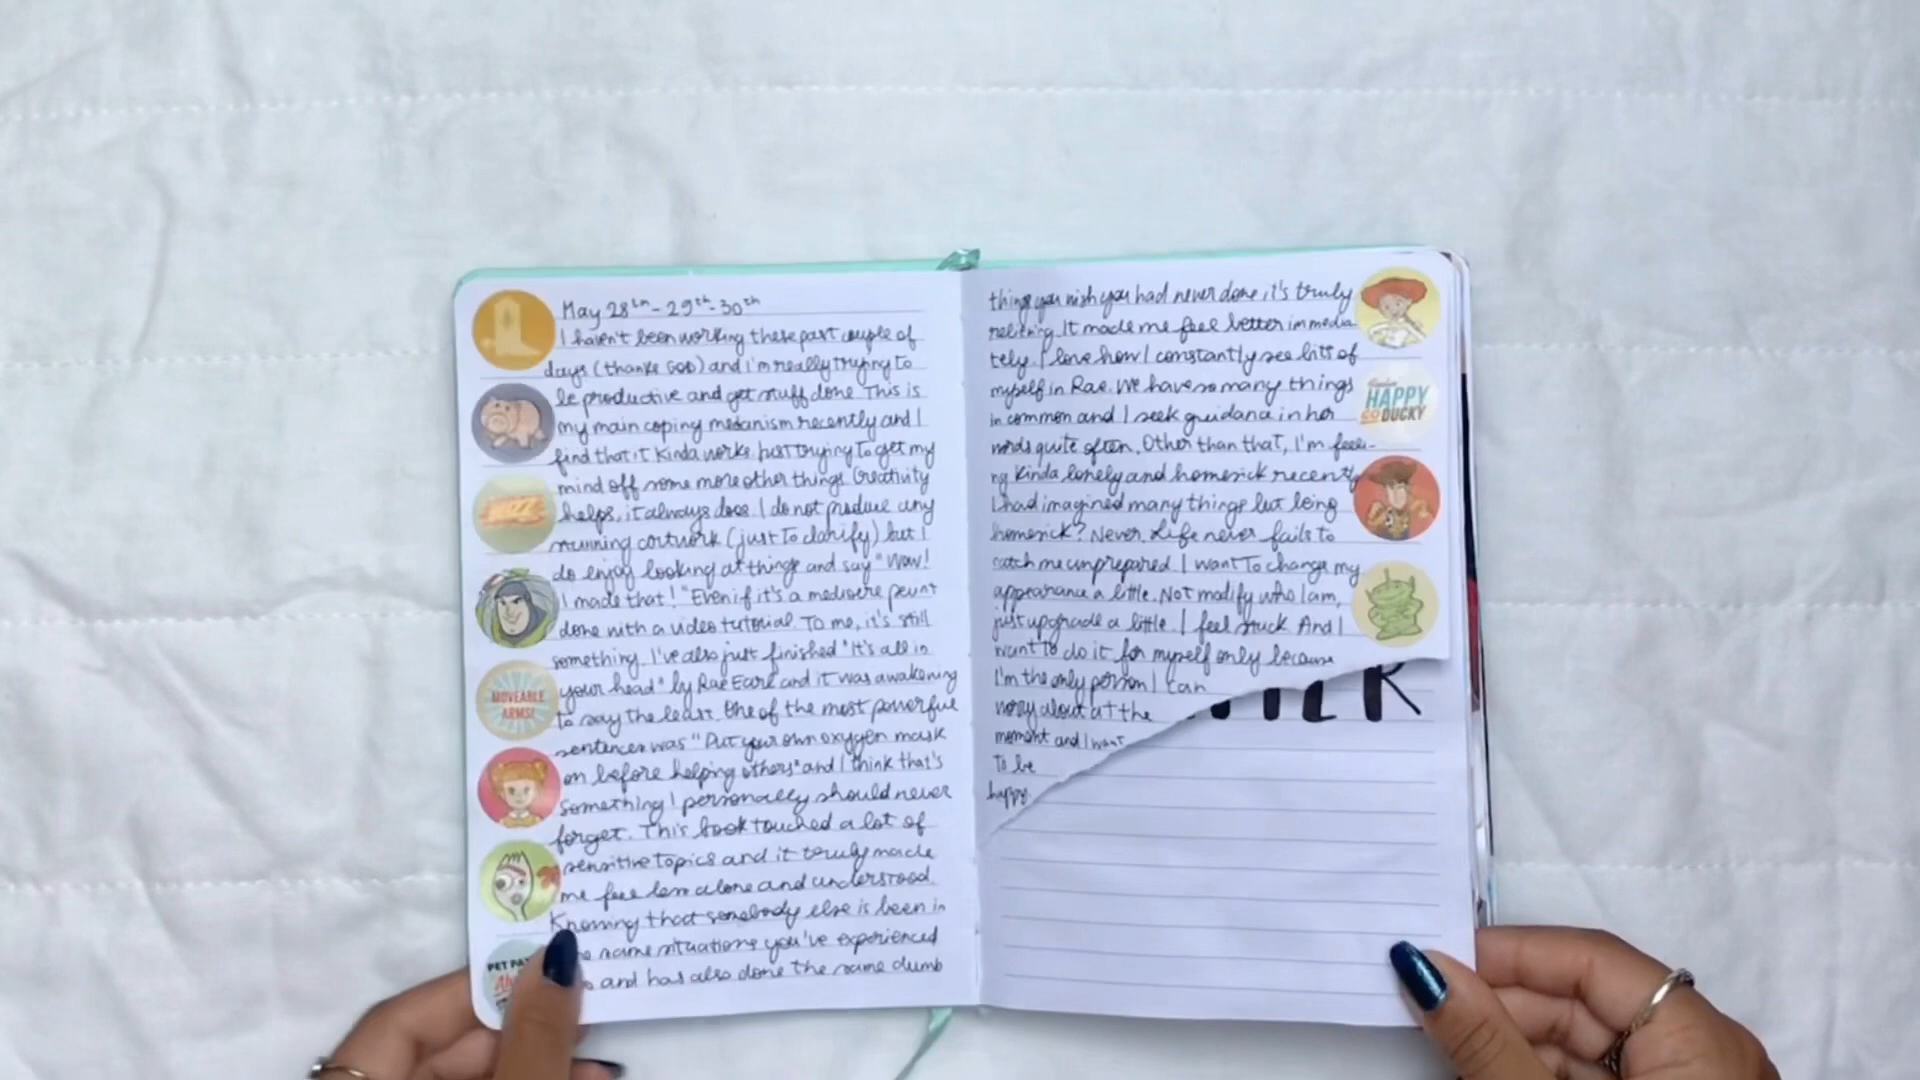 May 28th - 29th - 30th
I haven't been working these past couple of
days (thanks GOD) and i'm really trying to
be productive and get stuff done. This is
my main coping mecanism recently and I
find that it kinda works. Just trying to get my
mind off some more other things. Creativity
helps, it always does. I do not produce any
stunning artwork (just to clarify) but I
do enjoy looking at things and say "Wow!
I made that!" Even if it's a mediocre peint
done with a video tutorial. To me, it's still
something. I've also just finished "It's all in
your head" by Rae Earl and it was awakening
to say the least. One of the most powerful
sentences was "Put your own oxygen mask
on before helping others" and I think that's
something I personally should never
forget. This book touched a lot of
sensitive topics and it truly made
me feel less alone and understood.
Knowing that somebody else is been in
same situations you've experienced
and has also done the same dumb
MOVEABLE
ARMS!
PET
things you wish you had never done, it's truly
relieving. It made me feel better immedia-
tely. I love how I constantly see bits of
myself in Rae. We have so many things
in common and I seek guidance in her
words quite often. Other than that, I'm feeli-
ng kinda lonely and homesick recently
I had imagined many things but being
homesick? Never. Life never fails to
catch me unprepared. I want to change my
appearance a little. Not modify who I am,
just upgrade a little. I feel stuck. And I
want to do it for myself only because
I'm the only person I can
worry about at the
moment and I want
to be
happy.
HAPPY
GO DUCKY